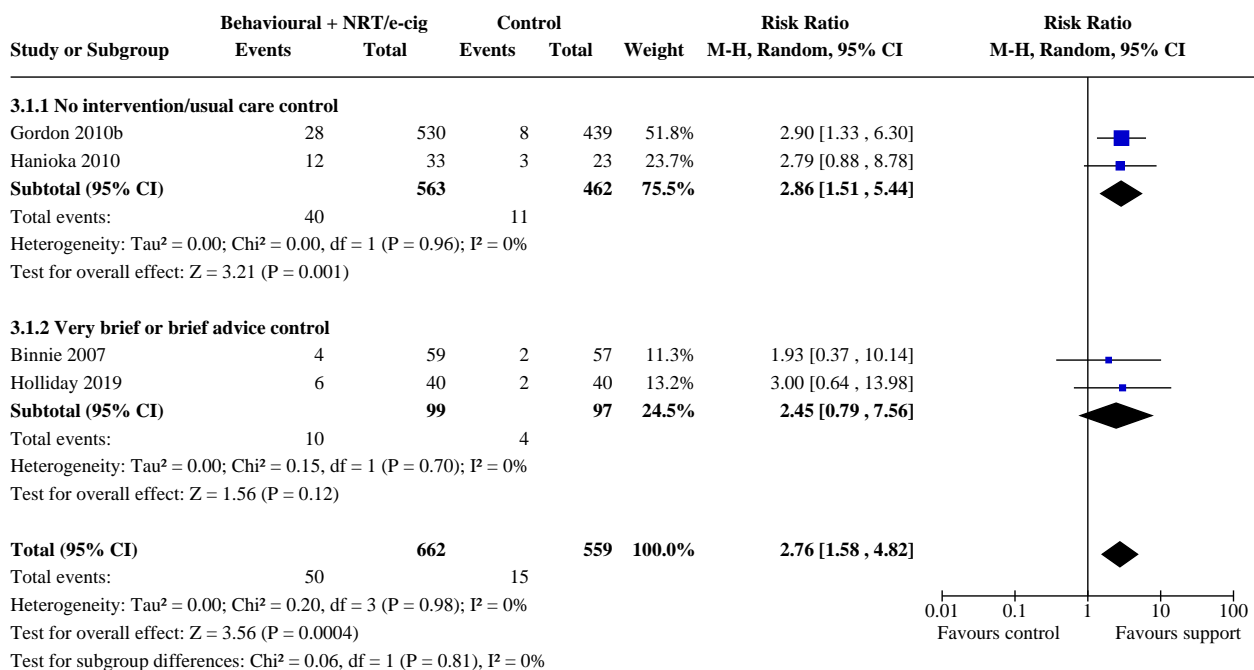 Behavioural + NRT/e-cig Control Risk Ratio Risk Ratio
Study or Subgroup Events Total Events Total Weight M-H, Random, 95% CI M-H, Random, 95% CI
3.1.1 No intervention/usual care control
Gordon 2010b 28 530 8 439 51.8% 2.90 [1.33 , 6.30]
Hanioka 2010 12 33 3 23 23.7% 2.79 [0.88 , 8.78]
Subtotal (95% CI) 563 462 75.5% 2.86 [1.51 , 5.44]
Total events: 40 11
Heterogeneity: Tau² = 0.00; Chi² = 0.00, df = 1 (P = 0.96); I² = 0%
Test for overall effect: Z = 3.21 (P = 0.001)
3.1.2 Very brief or brief advice control
Binnie 2007 4 59 2 57 11.3% 1.93 [0.37 , 10.14]
Holliday 2019 6 40 2 40 13.2% 3.00 [0.64 , 13.98]
Subtotal (95% CI) 99 97 24.5% 2.45 [0.79 , 7.56]
Total events: 10 4
Heterogeneity: Tau² = 0.00; Chi² = 0.15, df = 1 (P = 0.70); I² = 0%
Test for overall effect: Z = 1.56 (P = 0.12)
Total (95% CI) 662 559 100.0% 2.76 [1.58 , 4.82]
Total events: 50 15
Heterogeneity: Tau² = 0.00; Chi² = 0.20, df = 3 (P = 0.98); I² = 0%
Test for overall effect: Z = 3.56 (P = 0.0004)
Test for subgroup differences: Chi² = 0.06, df = 1 (P = 0.81), I² = 0%
0.01 0.1 1 10 100
Favours control Favours support